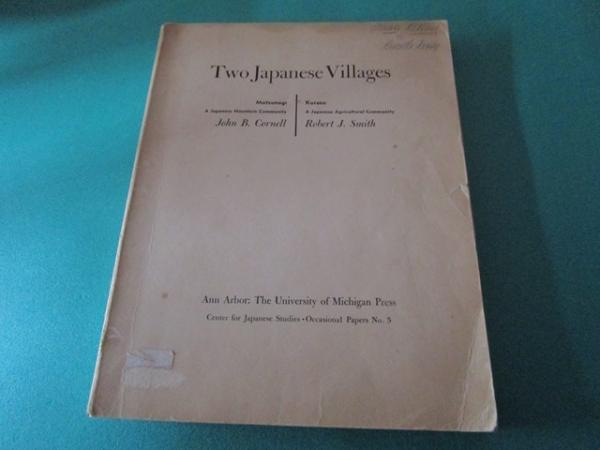 Two Japanese Villages
Matsunagi
A Japanese Mountain Community
John B. Cornell
Kurusu
A Japanese Agricultural Community
Robert J. Smith
Ann Arbor: The University of Michigan Press
Center for Japanese Studies • Occasional Papers No. 5